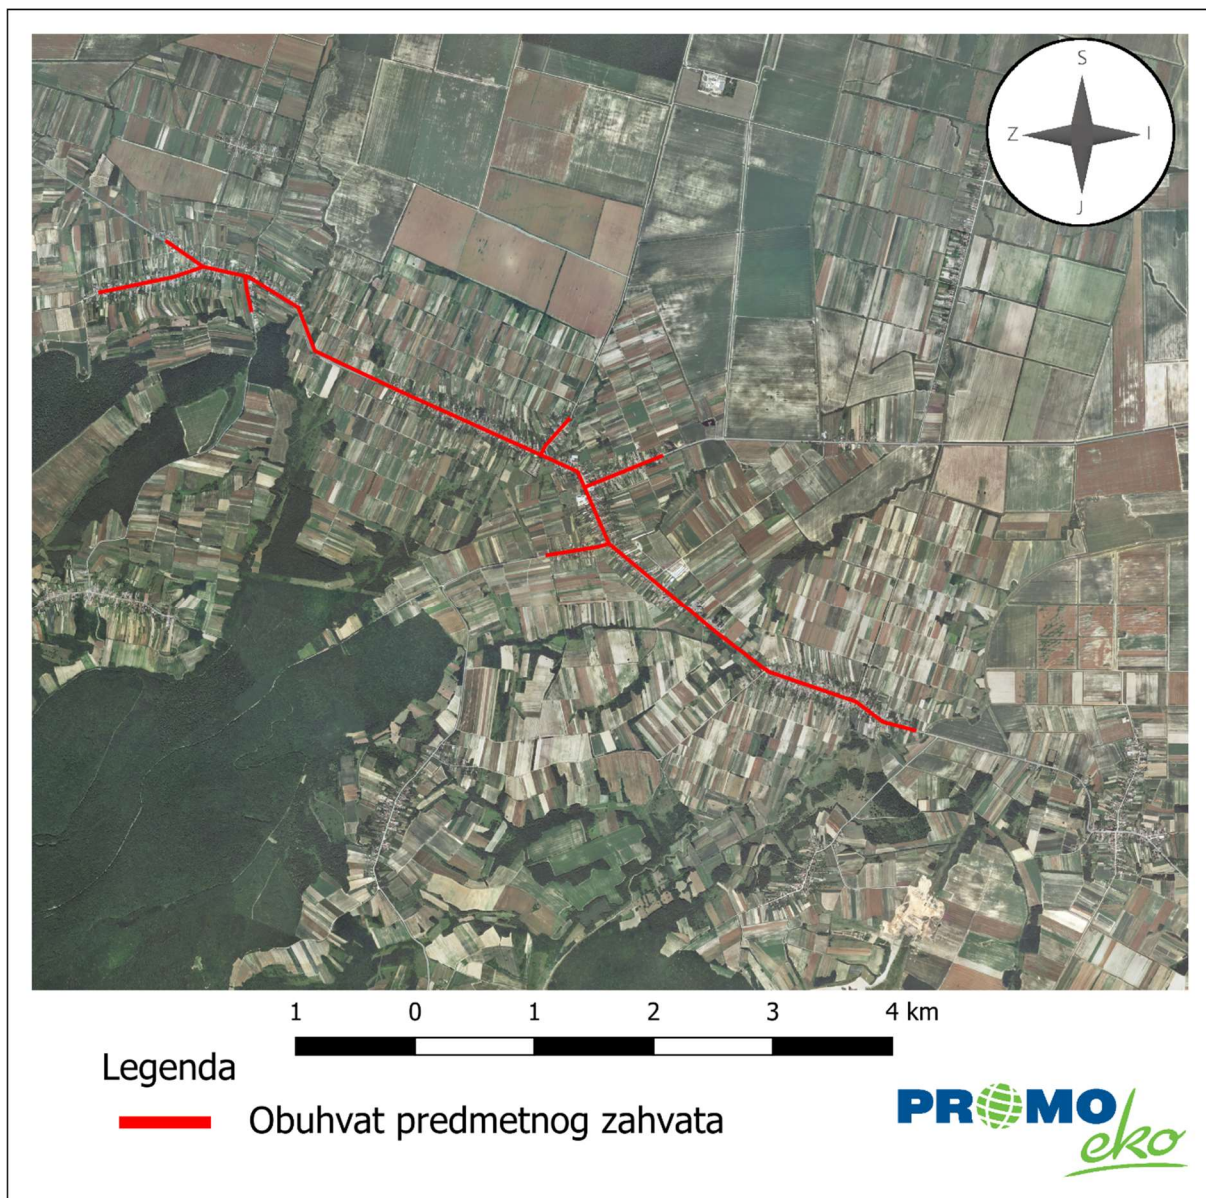 S
Z I
J
1 0 1 2 3 4 km
Legenda
Obuhvat predmetnog zahvata
PROMO
eko